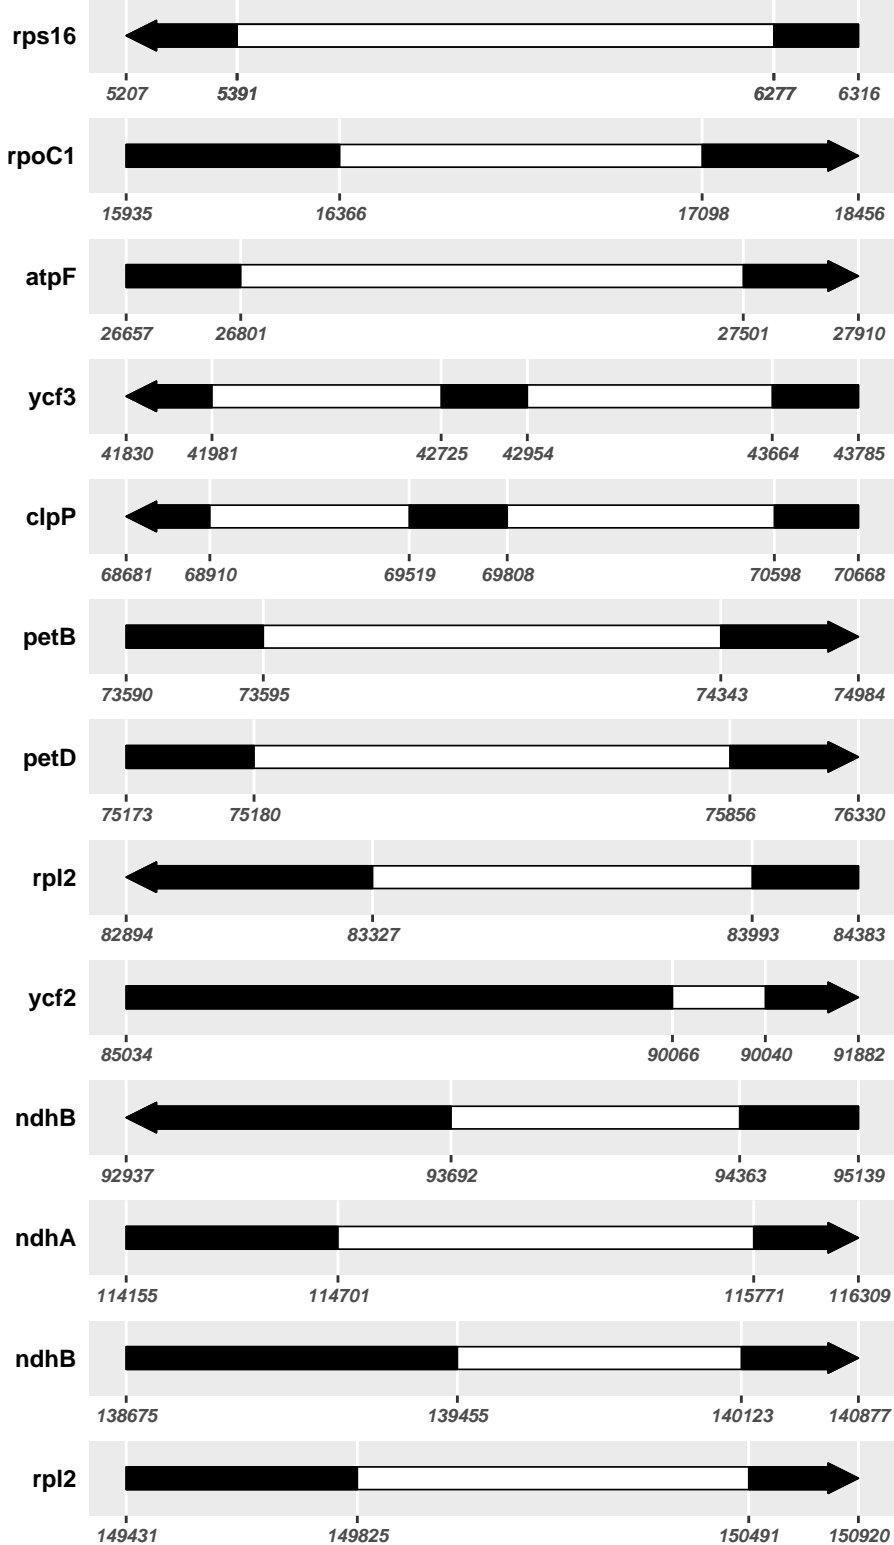 rps16
5207 5391 6277 6316
rpoC1
15935 16366 17098 18456
atpF
26657 26801 27501 27910
ycf3
41830 41981 42725 42954 43664 43785
clpP
68681 68910 69519 69808 70598 70668
petB
73590 73595 74343 74984
petD
75173 75180 75856 76330
rpl2
82894 83327 83993 84383
ycf2
85034 90066 90040 91882
ndhB
92937 93692 94363 95139
ndhA
114155 114701 115771 116309
ndhB
138675 139455 140123 140877
rpl2
149431 149825 150491 150920